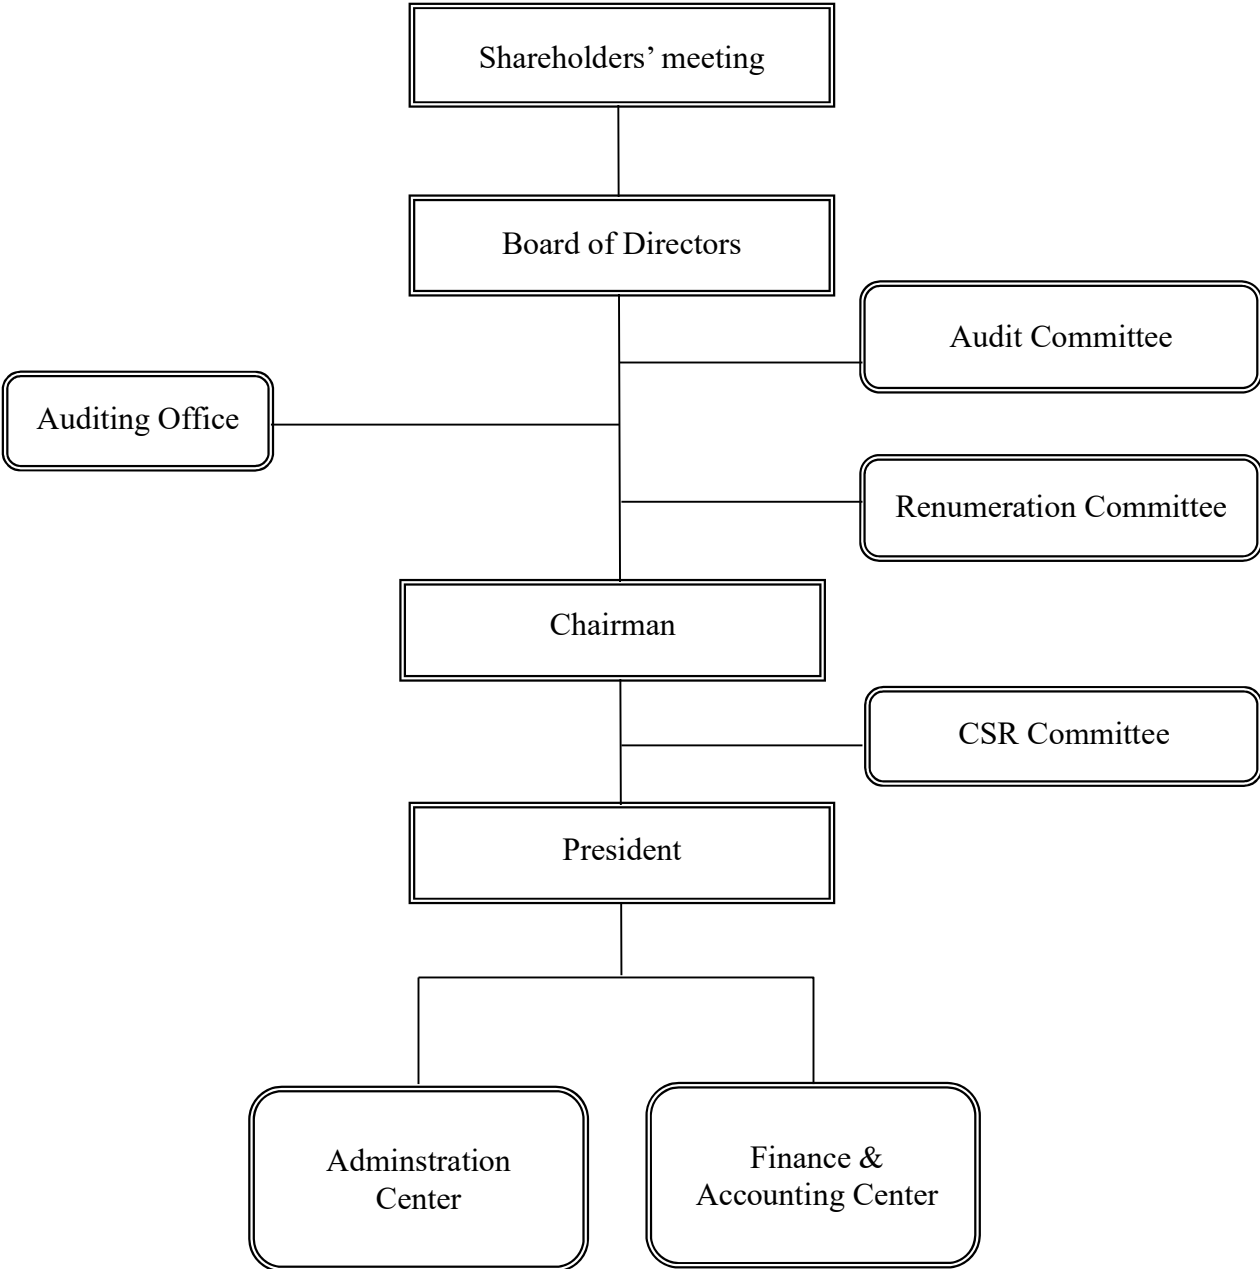 Shareholders’ meeting
Board of Directors
Audit Committee
Auditing Office
Renumeration Committee
Chairman
CSR Committee
President
Adminstration
Center
Finance &
Accounting Center